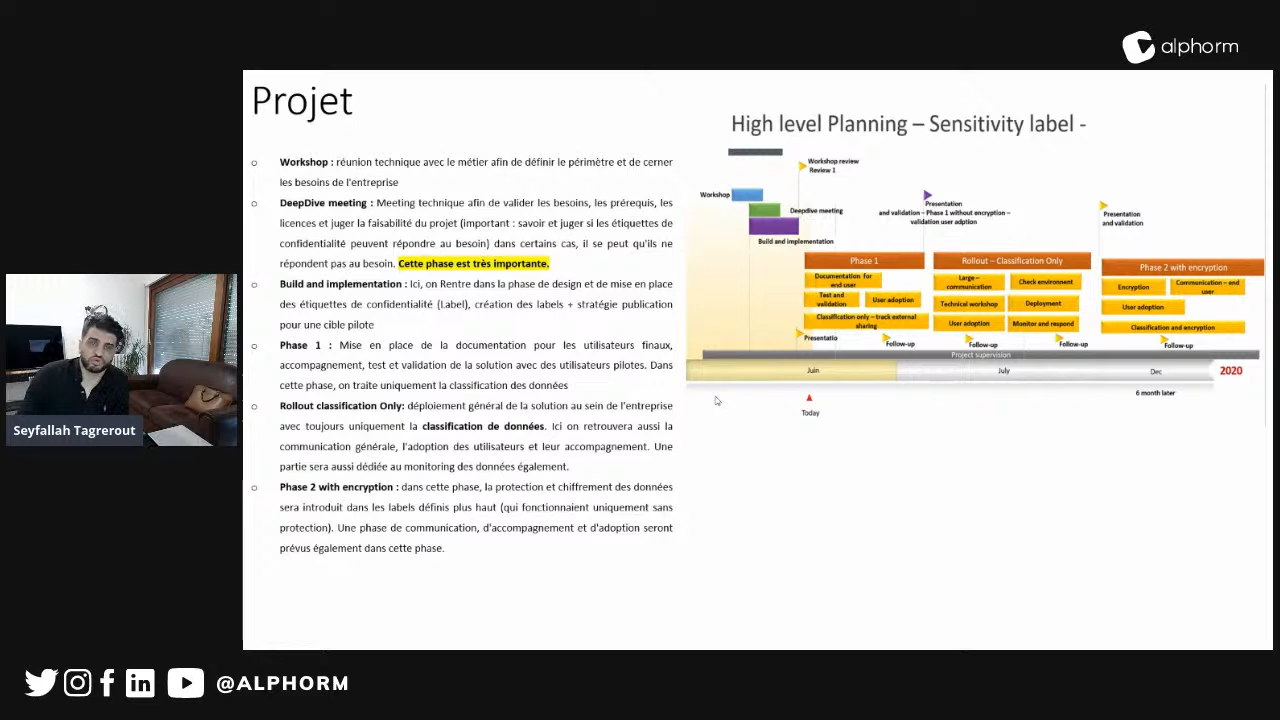 alphorm
Projet
Workshop : réunion technique avec le métier afin de définir le périmètre et de cerner
les besoins de l'entreprise
DeepDive meeting : Meeting technique afin de valider les besoins, les prérequis, les
licences et juger la faisabilité du projet (important : savoir et juger si les étiquettes de
confidentialité peuvent répondre au besoin) dans certains cas, il se peut qu'ils ne
répondent pas au besoin. Cette phase est très importante.
Build and implementation : Ici, on Rentre dans la phase de design et de mise en place
des étiquettes de confidentialité (Label), création des labels + stratégie publication
pour une cible pilote
Phase 1 : Mise en place de la documentation pour les utilisateurs finaux,
accompagnement, test et validation de la solution avec des utilisateurs pilotes. Dans
cette phase, on traite uniquement la classification des données
Rollout classification Only: déploiement général de la solution au sein de l'entreprise
avec toujours uniquement la classification de données. Ici on retrouvera aussi la
communication générale, l'adoption des utilisateurs et leur accompagnement. Une
partie sera aussi dédiée au monitoring des données également.
Phase 2 with encryption : dans cette phase, la protection et chiffrement des données
sera introduit dans les labels définis plus haut (qui fonctionnaient uniquement sans
protection). Une phase de communication, d'accompagnement et d'adoption seront
prévus également dans cette phase.
High level Planning – Sensitivity label -
Workshop review
Review 1
Workshop
Deepdive meeting
Build and implementation
Presentation
and validation – Phase 1 without encryption –
validation user adption
Presentation
and validation
Phase 1
Documentation for
end user
Test and
validation
User adoption
Classification only – track external
sharing
Rollout – Classification Only
Large –
communication
Check environment
Technical workshop
Deployment
User adoption
Monitor and respond
Phase 2 with encryption
Encryption
Communication – end
user
User adoption
Classification and encryption
Presentatio
Follow-up
Follow-up
Follow-up
Follow-up
Project supervision
Juin
July
Dec
2020
Today
6 month later
Seyfallah Tagrerout
@ALPHORM